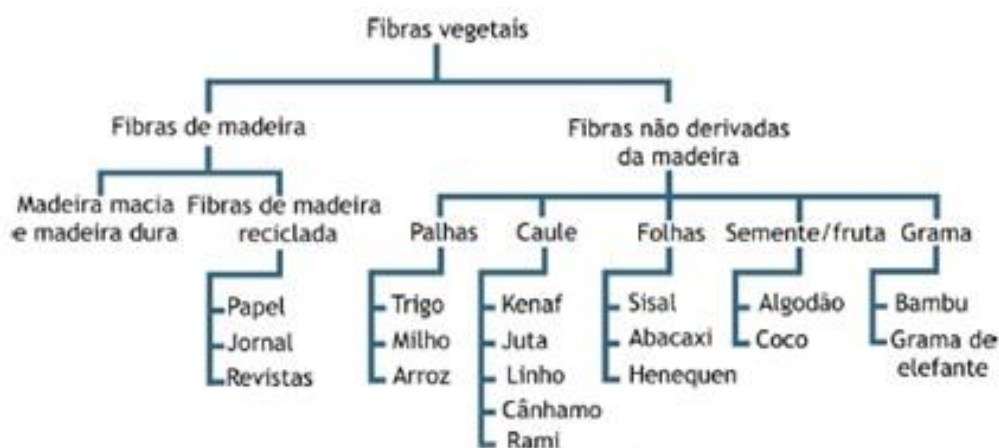 Fibras vegetais
Fibras de madeira
Fibras não derivadas
da madeira
Madeira macia
e madeira dura
Fibras de madeira
reciclada
Papel
Jornal
Revistas
Palhas
Trigo
Milho
Arroz
Caule
Kenaf
Juta
Linho
Cânhamo
Rami
Folhas
Sisal
Abacaxi
Henequen
Semente/fruta
Algodão
Coco
Grama
Bambu
Grama de
elefante